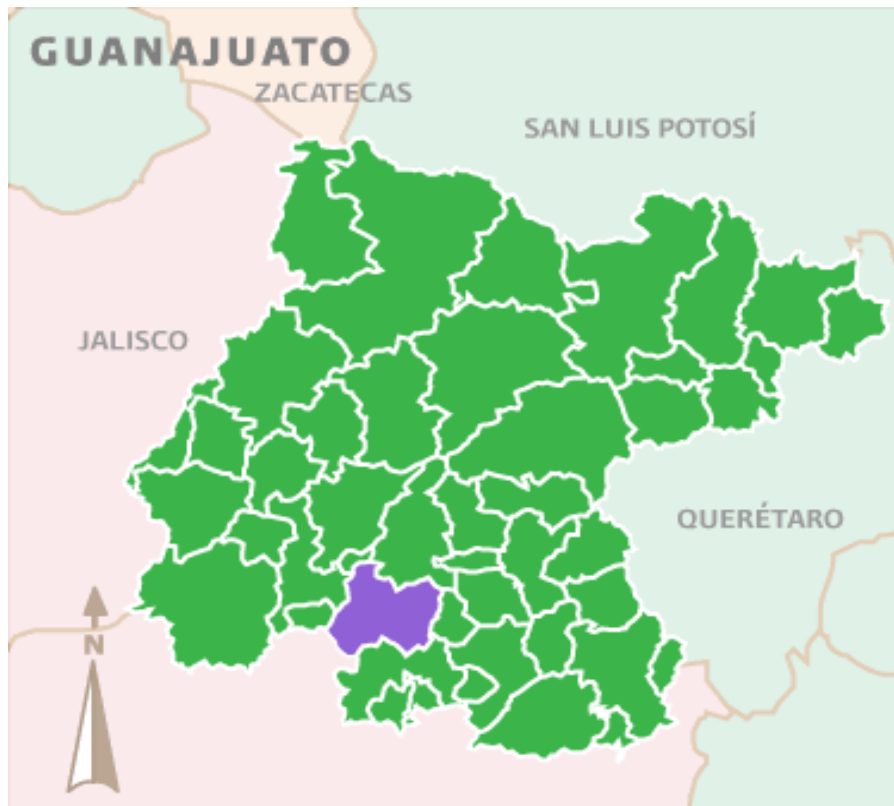 GUANAJUATO
ZACATECAS
SAN LUIS POTOSÍ
JALISCO
QUERÉTARO
N